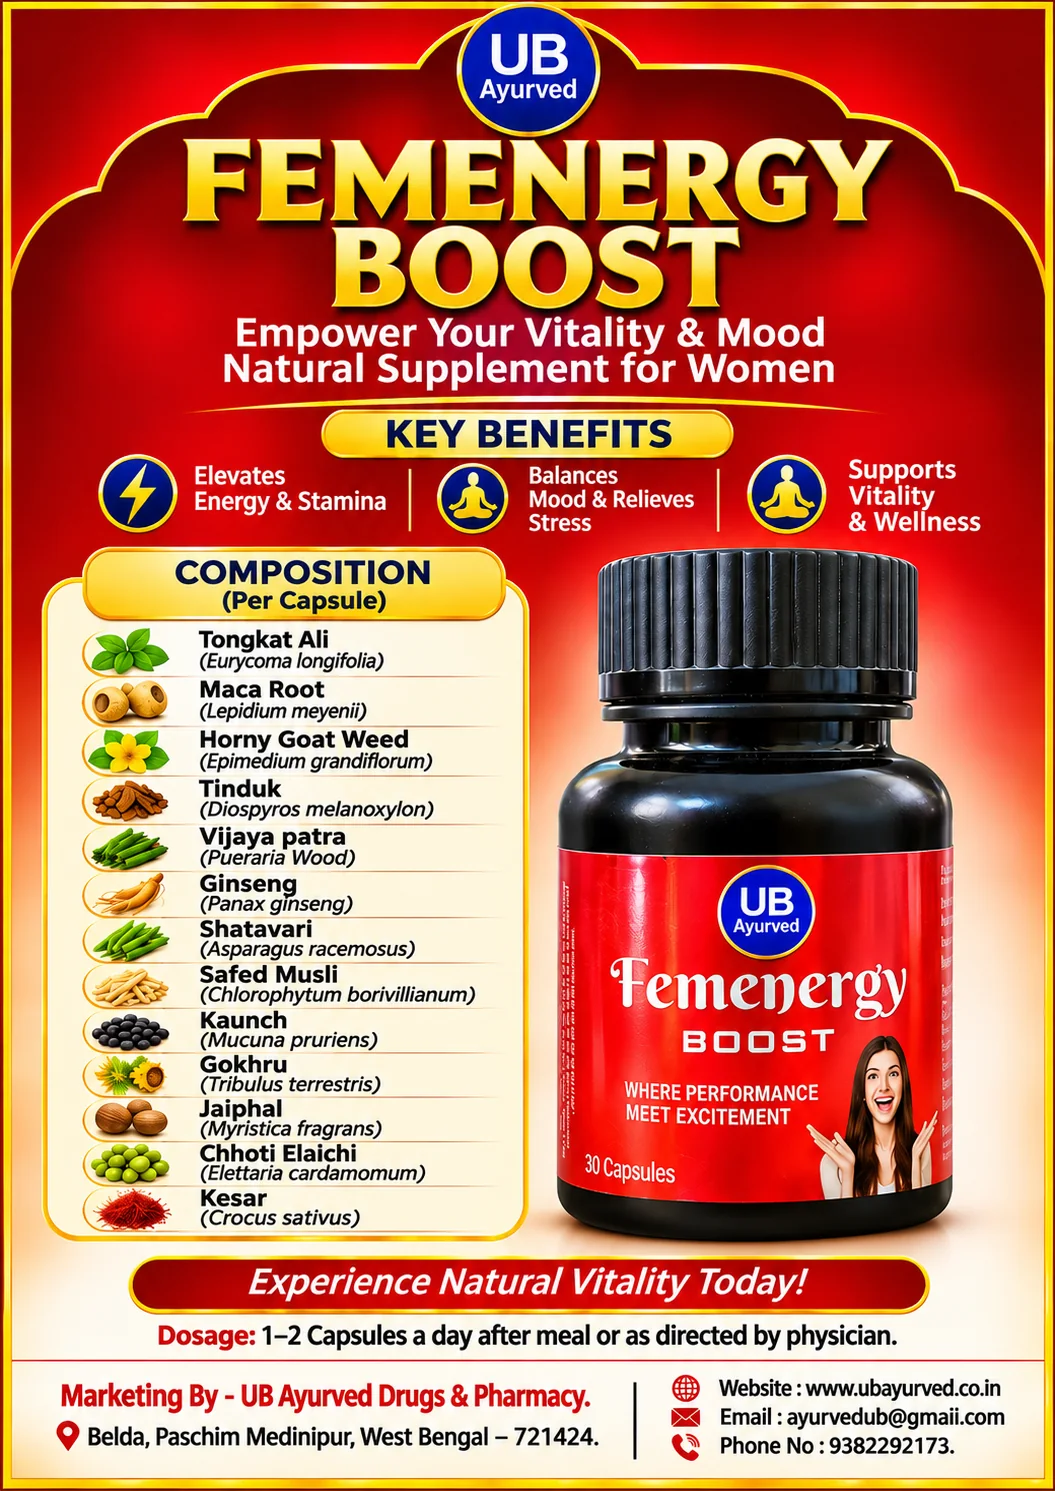 UB
Ayurved
FEMENERGY
BOOST
Empower Your Vitality & Mood
Natural Supplement for Women
KEY BENEFITS
Elevates
Energy & Stamina
Balances
Mood & Relieves
Stress
Supports
Vitality
& Wellness
COMPOSITION
(Per Capsule)
Tongkat Ali
(Eurycoma longifolia)
Maca Root
(Lepidium meyenii)
Horny Goat Weed
(Epimedium grandiflorum)
Tinduk
(Diospyros melanoxylon)
Vijaya patra
(Pueraria Wood)
Ginseng
(Panax ginseng)
Shatavari
(Asparagus racemosus)
Safed Musli
(Chlorophytum borivillianum)
Kaunch
(Mucuna pruriens)
Gokhru
(Tribulus terrestris)
Jaiphal
(Myristica fragrans)
Chhoti Elaichi
(Elettaria cardamomum)
Kesar
(Crocus sativus)
UB
Ayurved
Femenergy
BOOST
WHERE PERFORMANCE
MEET EXCITEMENT
30 Capsules
Experience Natural Vitality Today!
Dosage: 1–2 Capsules a day after meal or as directed by physician.
Marketing By - UB Ayurved Drugs & Pharmacy.
Belda, Paschim Medinipur, West Bengal – 721424.
Website : www.ubayurved.co.in
Email : ayurvedub@gmaii.com
Phone No : 9382292173.